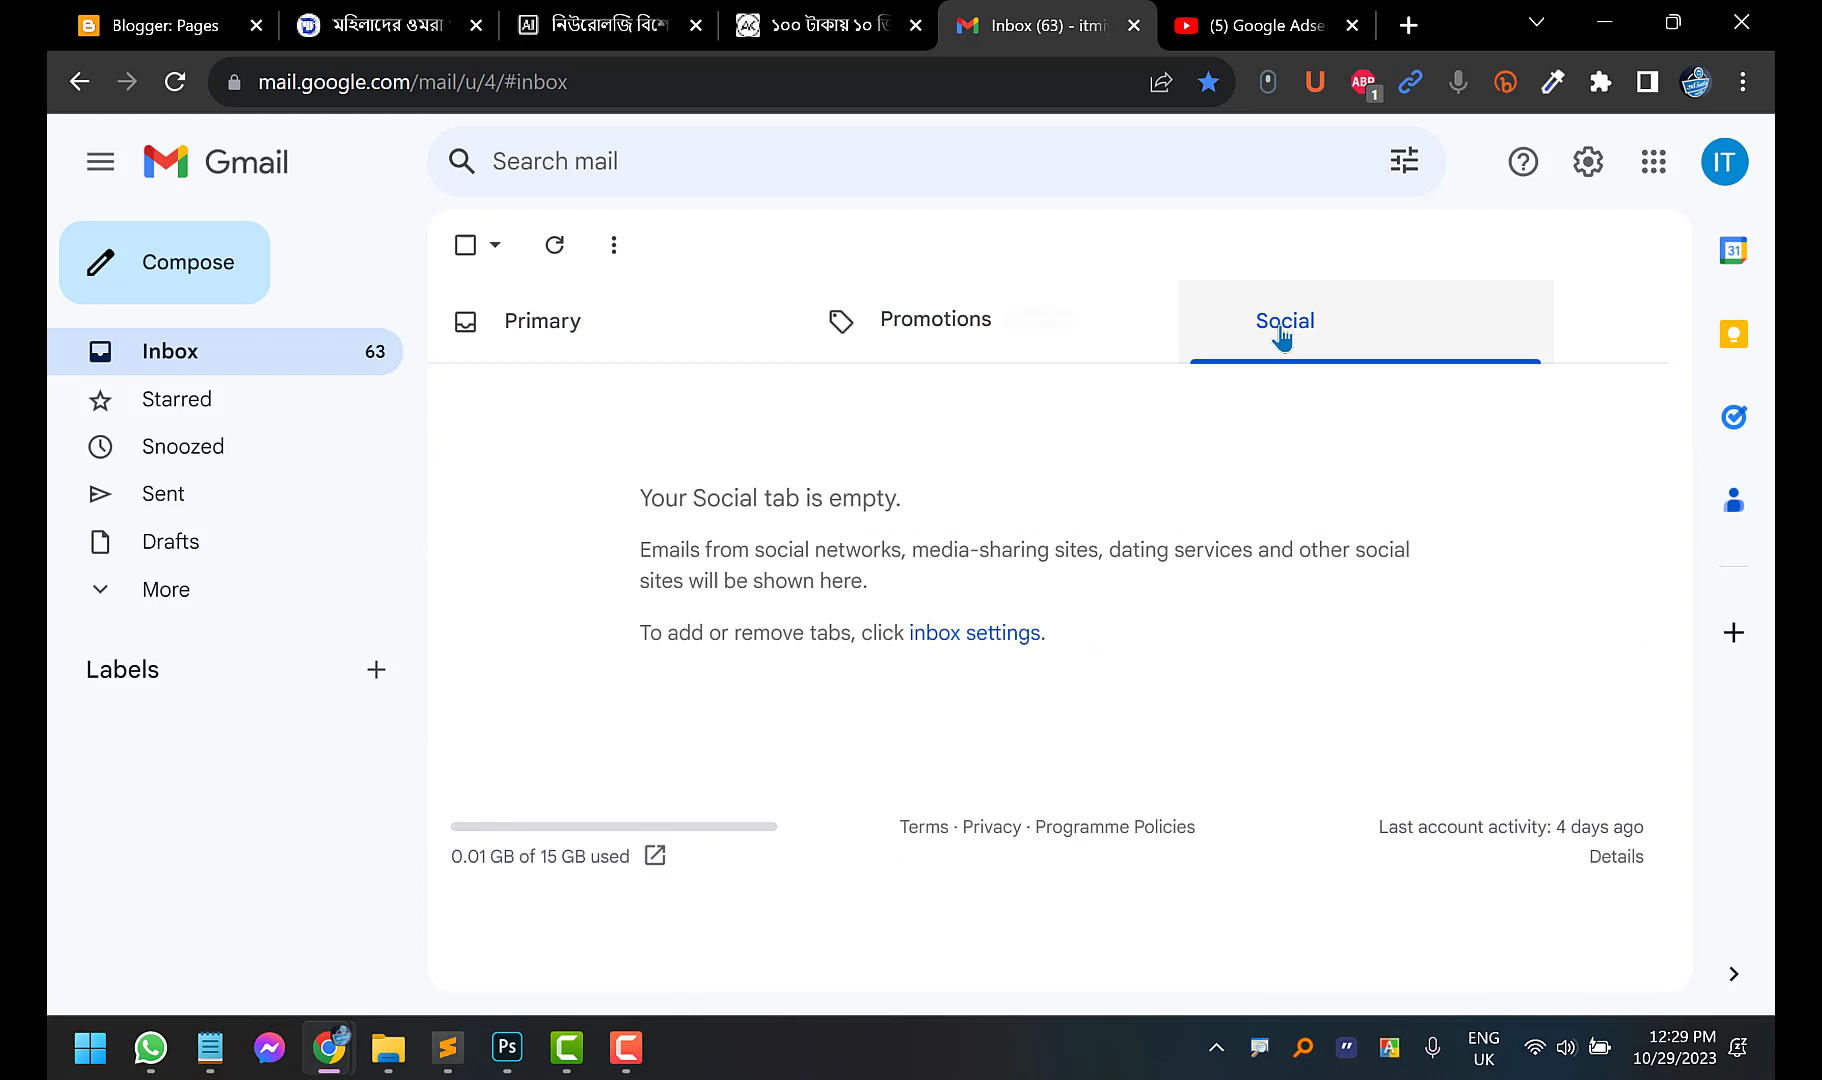 Blogger: Pages
মহিলাদের ওমরা
নিউরোলজি বিশে
১০০ টাকায় ১০ জি
Inbox (63) - itmi
(5) Google Adse
mail.google.com/mail/u/4/#inbox
ABP
1
Gmail
Search mail
IT
Compose
31
Primary
Promotions
Social
Inbox
63
Starred
Snoozed
Sent
Drafts
More
Labels
Your Social tab is empty.
Emails from social networks, media-sharing sites, dating services and other social
sites will be shown here.
To add or remove tabs, click inbox settings.
Terms · Privacy · Programme Policies
Last account activity: 4 days ago
0.01 GB of 15 GB used
Details
Ps
ENG
UK
12:29 PM
10/29/2023